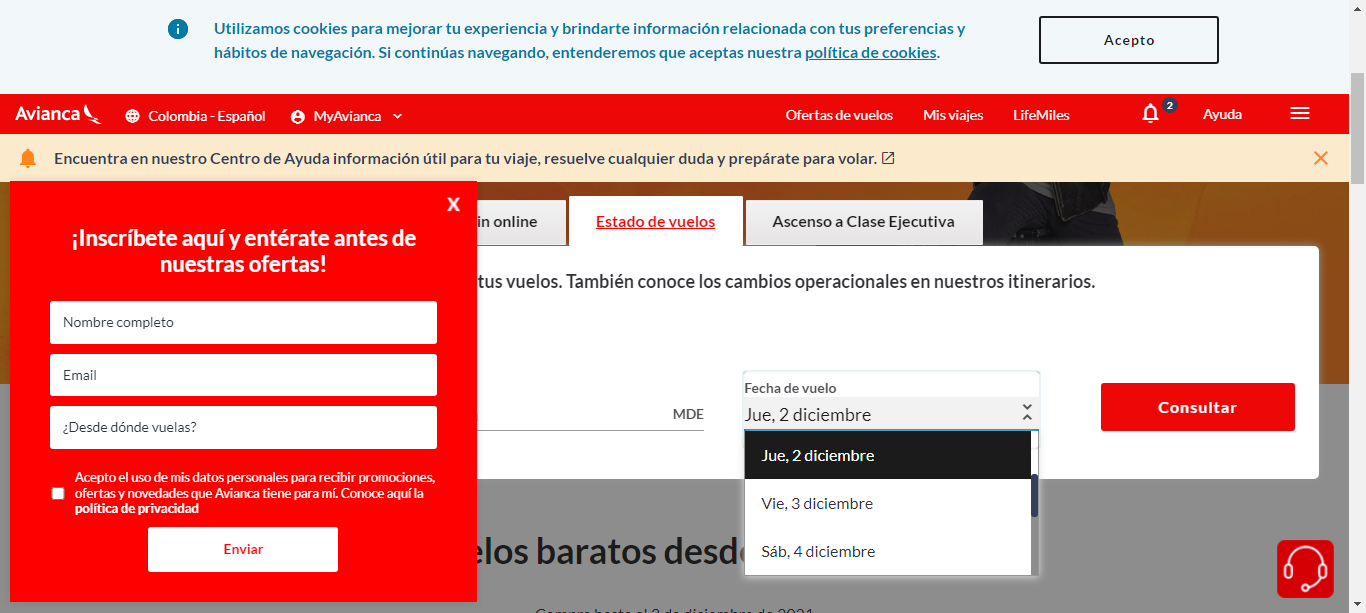 Utilizamos cookies para mejorar tu experiencia y brindarte información relacionada con tus preferencias y
hábitos de navegación. Si continúas navegando, entenderemos que aceptas nuestra política de cookies.
Acepto
Avianca
Colombia - Español
MyAvianca
Ofertas de vuelos
Mis viajes
LifeMiles
2
Ayuda
Encuentra en nuestro Centro de Ayuda información útil para tu viaje, resuelve cualquier duda y prepárate para volar.
X
¡Inscríbete aquí y entérate antes de
nuestras ofertas!
Nombre completo
Email
¿Desde dónde vuelas?
Acepto el uso de mis datos personales para recibir promociones,
ofertas y novedades que Avianca tiene para mí. Conoce aquí la
política de privacidad
Enviar
in online
Estado de vuelos
Ascenso a Clase Ejecutiva
tus vuelos. También conoce los cambios operacionales en nuestros itinerarios.
MDE
Fecha de vuelo
Jue, 2 diciembre
Consultar
Jue, 2 diciembre
Vie, 3 diciembre
Sáb, 4 diciembre
elos baratos desd